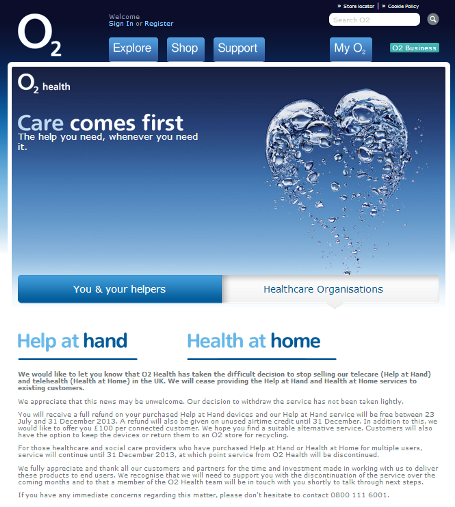 » Store locator | » Cookie Policy
O2
Welcome
Sign In or Register
Search O2
Explore
Shop
Support
My O2
O2 Business
O2 health
Care comes first
The help you need, whenever you need
it.
You & your helpers
Healthcare Organisations
Help at hand
Health at home
We would like to let you know that O2 Health has taken the difficult decision to stop selling our telecare (Help at Hand)
and telehealth (Health at Home) in the UK. We will cease providing the Help at Hand and Health at Home services to
existing customers.
We appreciate that this news may be unwelcome. Our decision to withdraw the service has not been taken lightly.
You will receive a full refund on your purchased Help at Hand devices and our Help at Hand service will be free between 23
July and 31 December 2013. A refund will also be given on unused airtime credit until 31 December. In addition to this, we
would like to offer you £100 per connected customer. We hope you find a suitable alternative service. Customers will also
have the option to keep the devices or return them to an O2 store for recycling.
For those healthcare and social care providers who have purchased Help at Hand or Health at Home for multiple users,
service will continue until 31 December 2013, at which point service from O2 Health will be discontinued.
We fully appreciate and thank all our customers and partners for the time and investment made in working with us to deliver
these products to end users. We recognise that we will need to support you with the discontinuation of the service over the
coming months and to that a member of the O2 Health team will be in touch with you shortly to talk through next steps.
If you have any immediate concerns regarding this matter, please don't hesitate to contact 0800 111 6001.